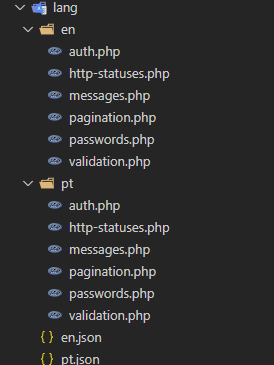 lang
en
auth.php
http-statuses.php
messages.php
pagination.php
passwords.php
validation.php
pt
auth.php
http-statuses.php
messages.php
pagination.php
passwords.php
validation.php
{} en.json
{} pt.json